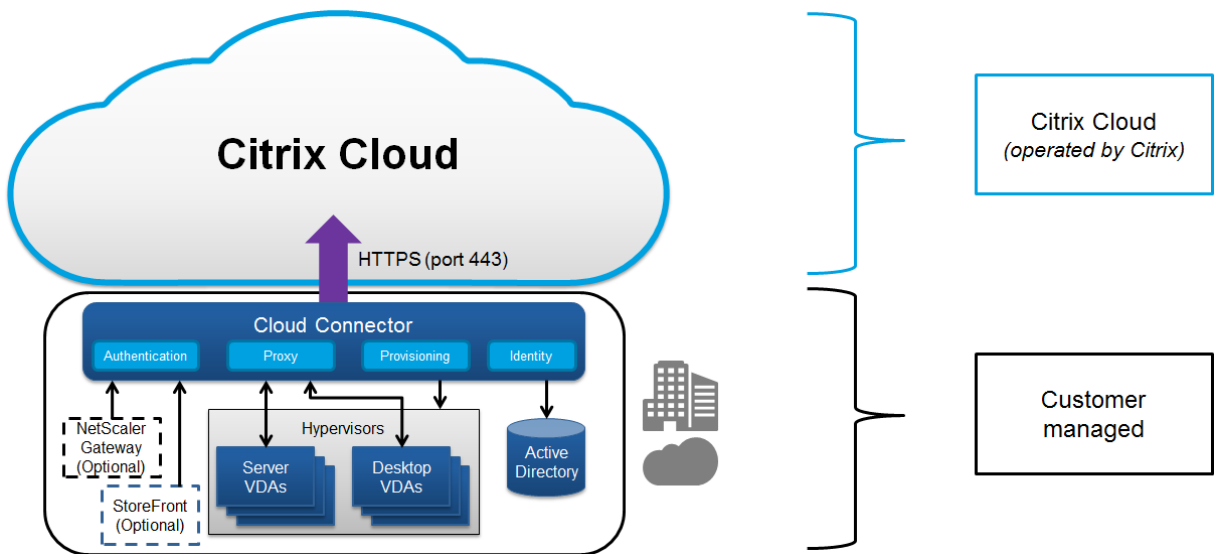 Citrix Cloud
HTTPS (port 443)
Cloud Connector
Authentication
Proxy
Provisioning
Identity
NetScaler
Gateway
(Optional)
StoreFront
(Optional)
Hypervisors
Server
VDAs
Desktop
VDAs
Active
Directory
Citrix Cloud
(operated by Citrix)
Customer
managed